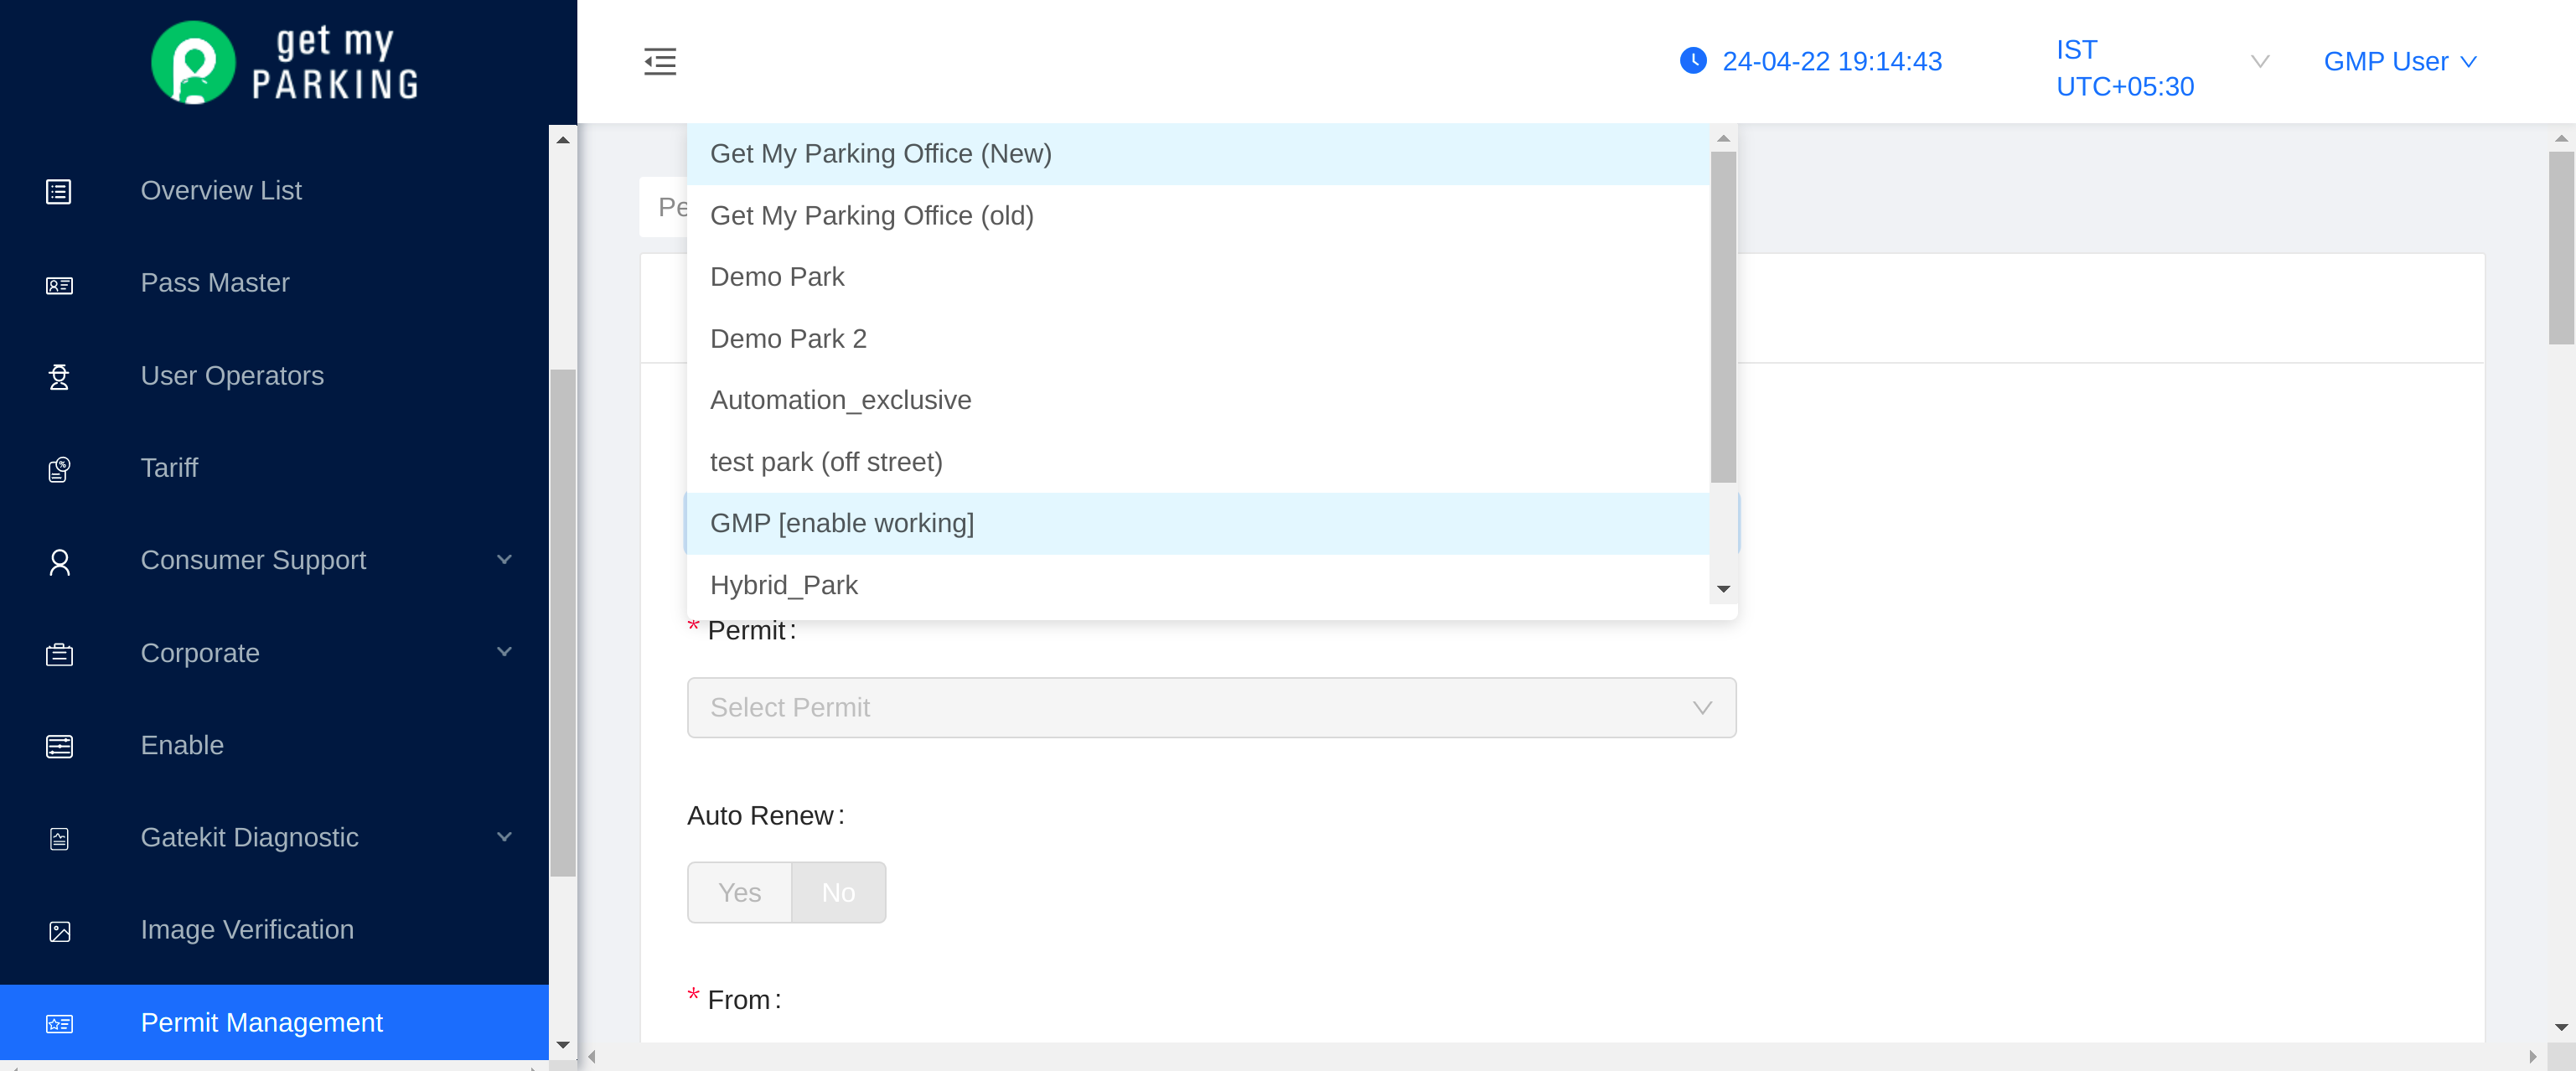 get my
PARKING
Overview List
Pass Master
User Operators
Tariff
Consumer Support
Corporate
Enable
Gatekit Diagnostic
Image Verification
Permit Management
24-04-22 19:14:43
IST
UTC+05:30
GMP User
Get My Parking Office (New)
Get My Parking Office (old)
Demo Park
Demo Park 2
Automation_exclusive
test park (off street)
GMP [enable working]
Hybrid_Park
* Permit :
Select Permit
Auto Renew :
Yes No
* From :